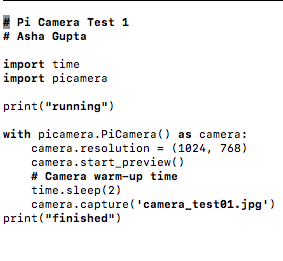 # Pi Camera Test 1
# Asha Gupta

import time
import picamera

print("running")

with picamera.PiCamera() as camera:
    camera.resolution = (1024, 768)
    camera.start_preview()
    # Camera warm-up time
    time.sleep(2)
    camera.capture('camera_test01.jpg')
print("finished")